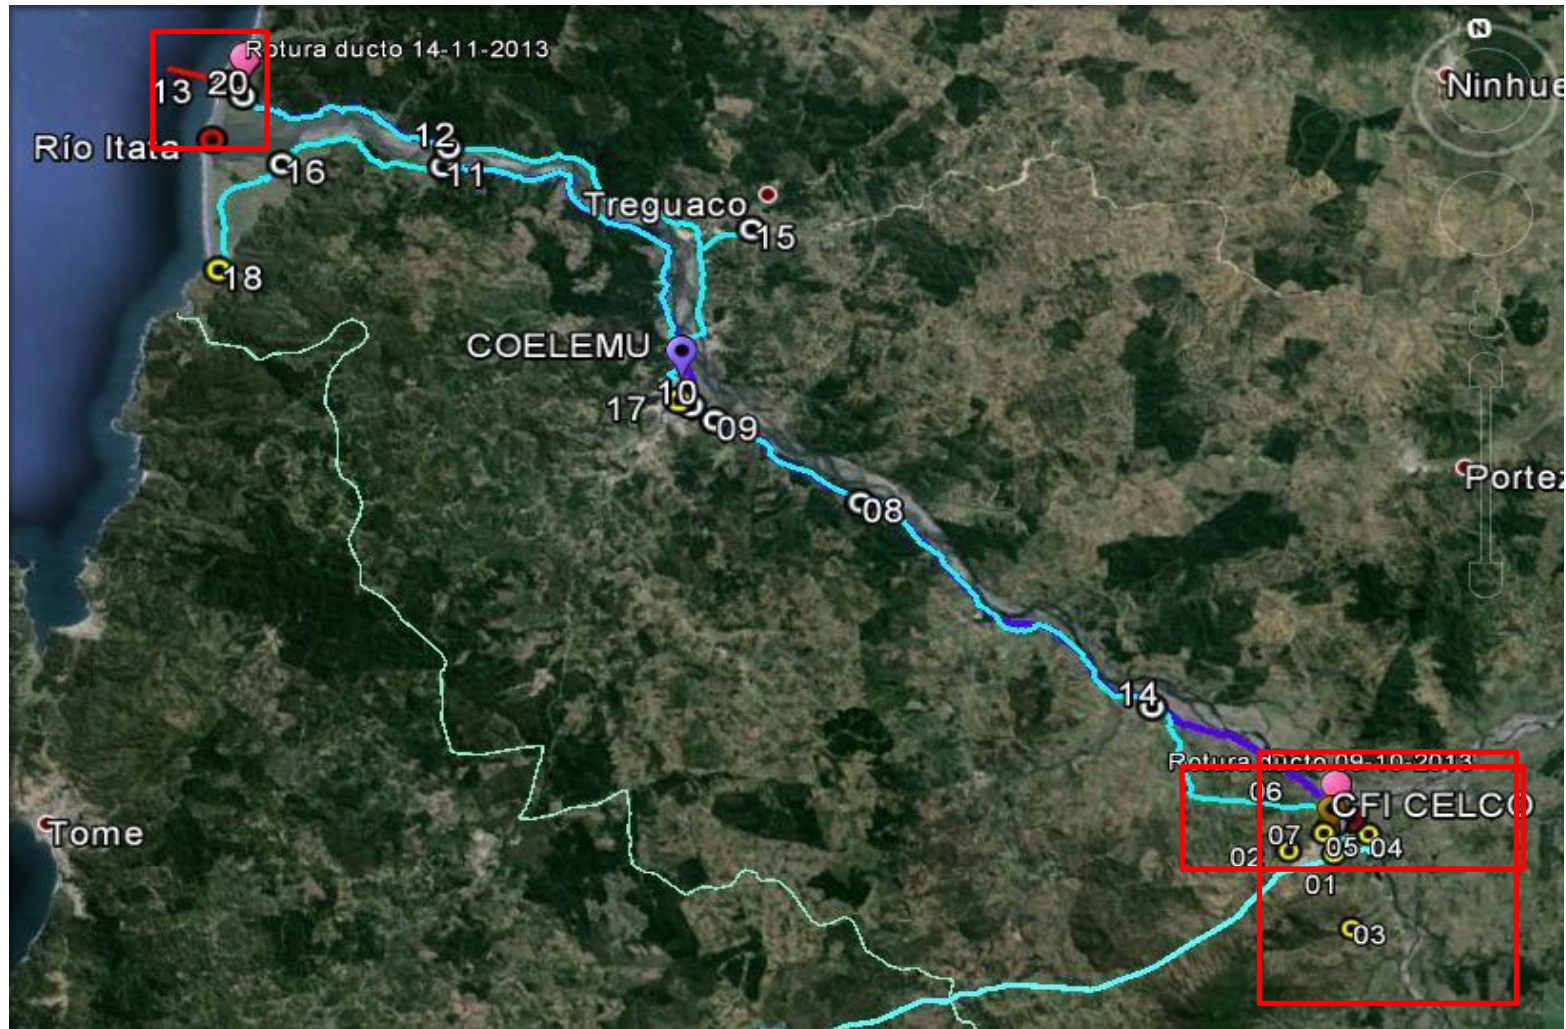 N
Rotura ducto 14-11-2013
Ninhue
13
20
12
Río Itata
16
11
Treguaco
15
18
COELEMU
10
17
09
Portez
08
14
Rotura ducto 09-10-2013
06
CFI CELCO
Tome
07
05
04
02
01
03